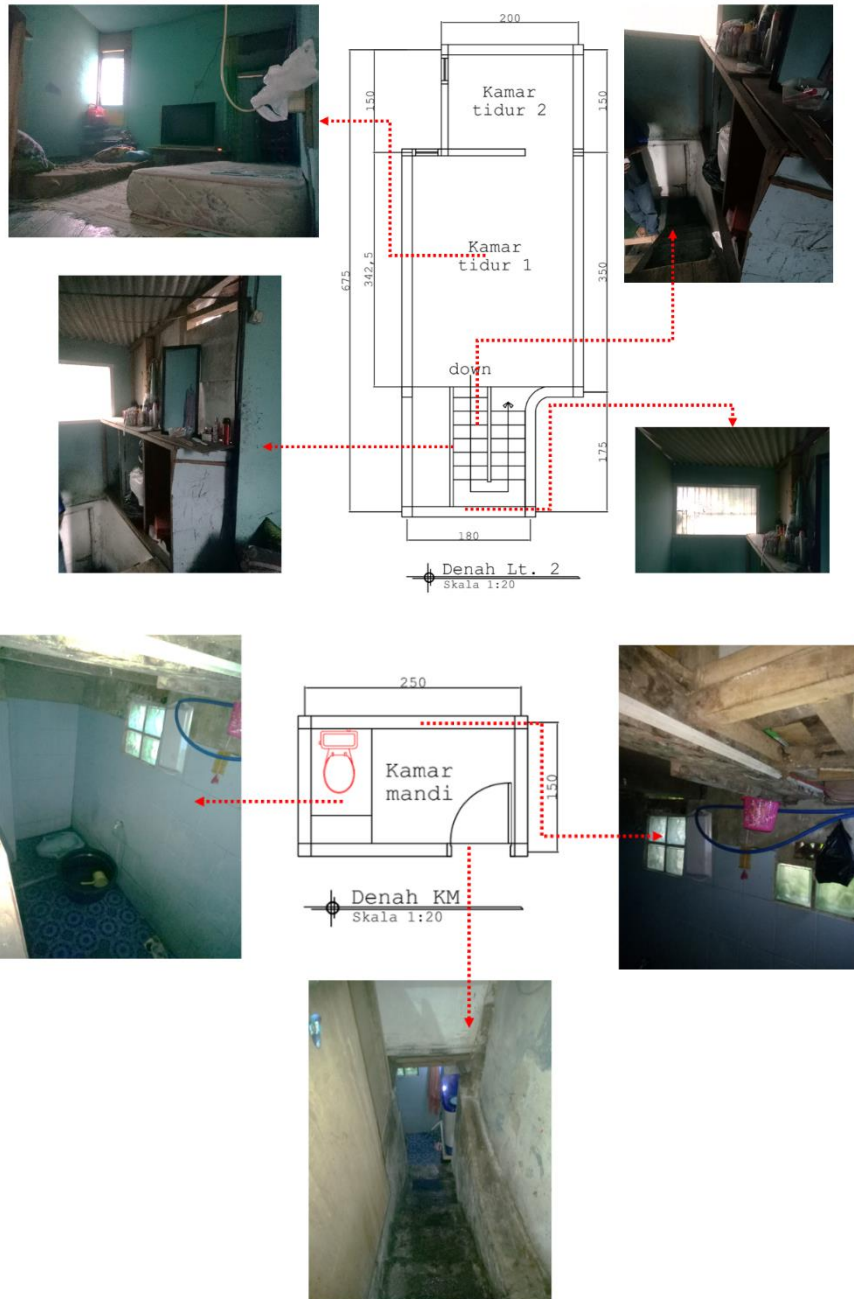 200
150
Kamar
tidur 2
150
675
342,5
Kamar
tidur 1
350
down
175
180
Denah Lt. 2
Skala 1:20
250
Kamar
mandi
150
Denah KM
Skala 1:20